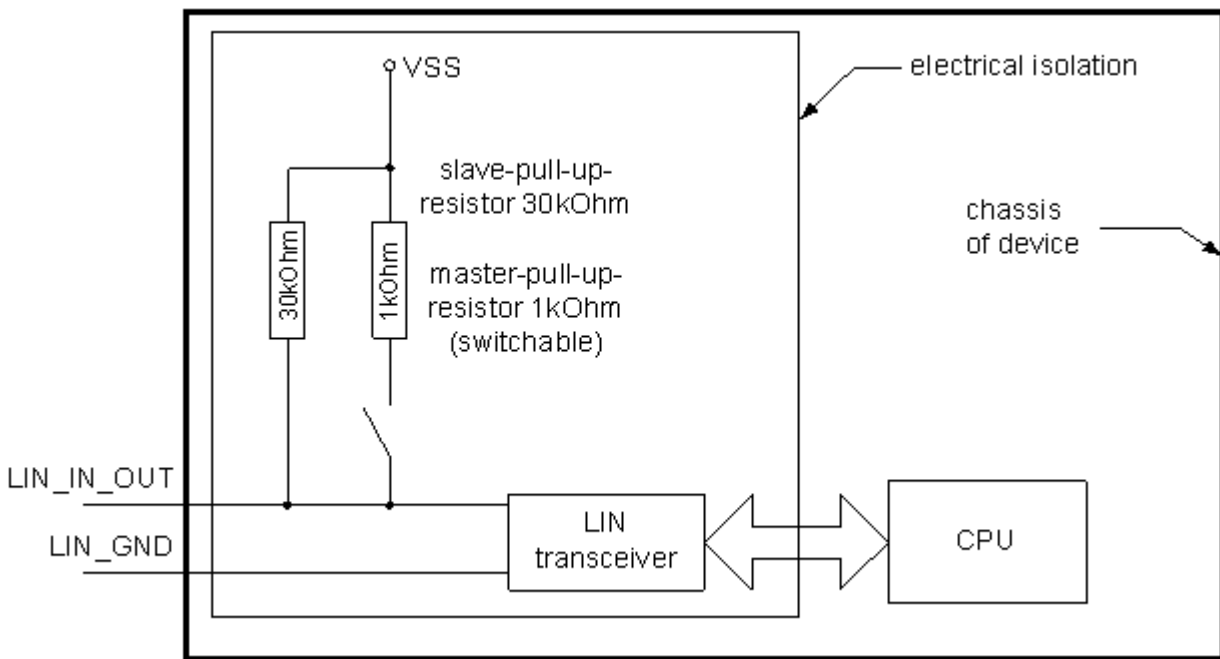 VSS
electrical isolation
slave-pull-up-
resistor 30kOhm
30kOhm
1kOhm
master-pull-up-
resistor 1kOhm
(switchable)
chassis
of device
LIN_IN_OUT
LIN_GND
LIN
transceiver
CPU